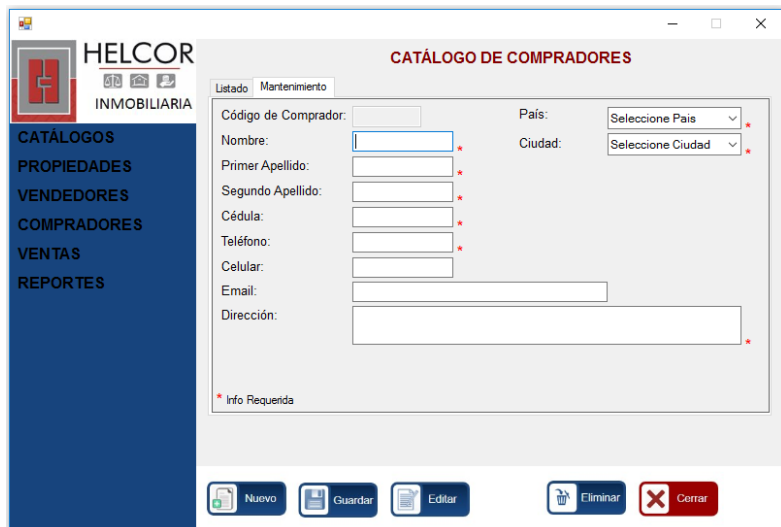 HELCOR
INMOBILIARIA
CATÁLOGOS
PROPIEDADES
VENDEDORES
COMPRADORES
VENTAS
REPORTES
CATÁLOGO DE COMPRADORES
Listado Mantenimiento
Código de Comprador:
Nombre: *
Primer Apellido: *
Segundo Apellido: *
Cédula: *
Teléfono: *
Celular:
Email:
Dirección: *
País: Seleccione Pais *
Ciudad: Seleccione Ciudad *
* Info Requerida
Nuevo Guardar Editar Eliminar Cerrar